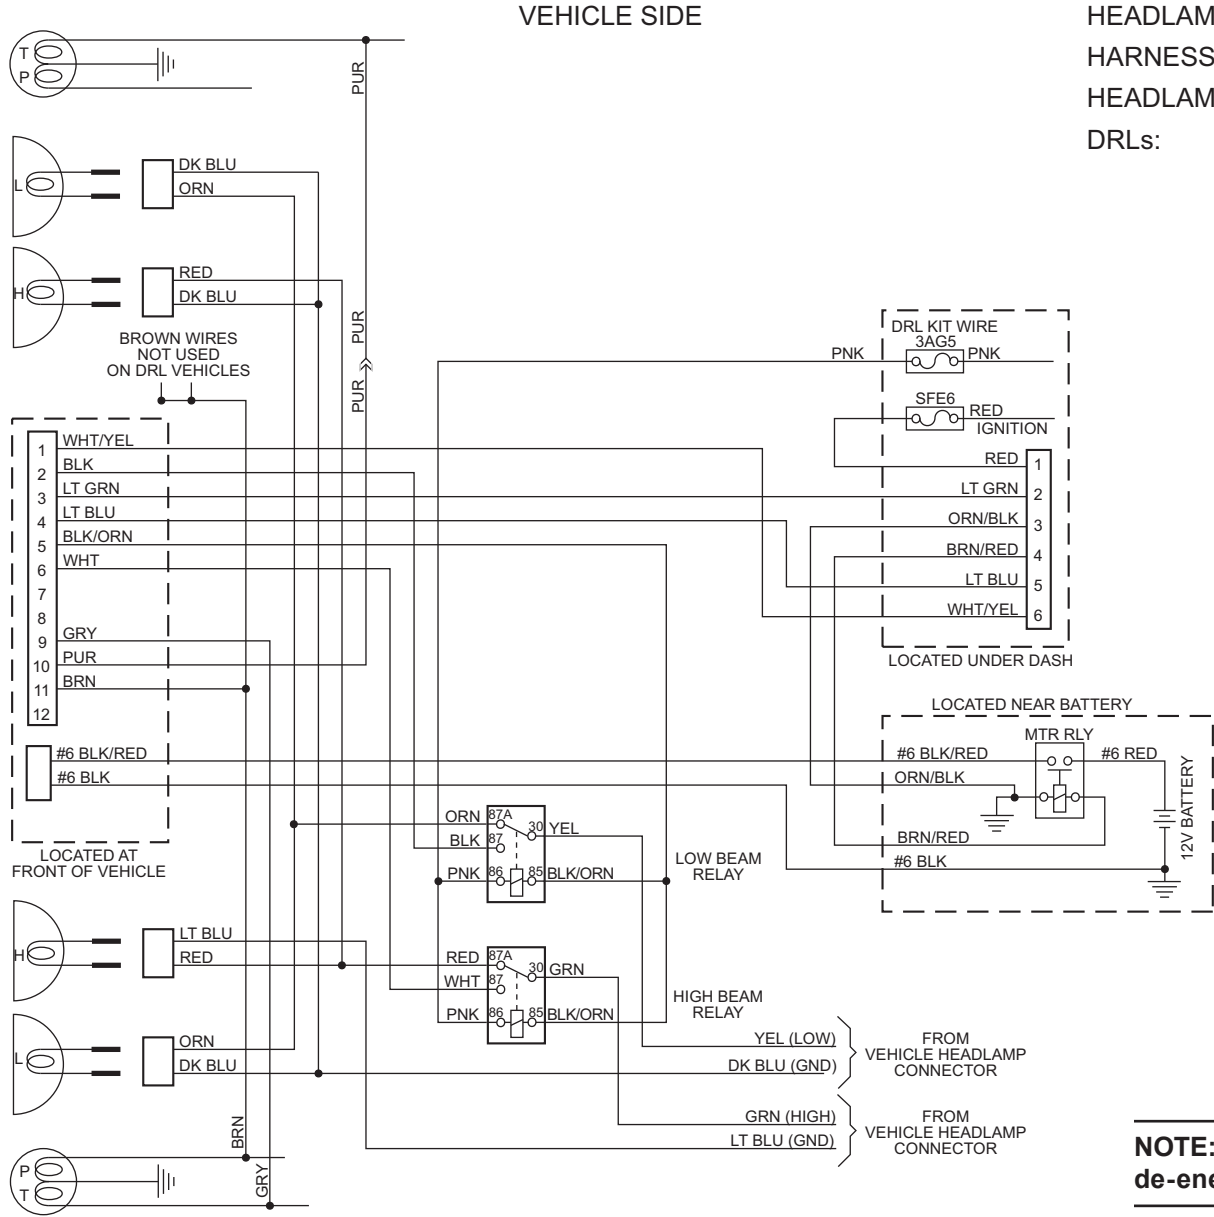 VEHICLE SIDE
HEADLAM
HARNESS
HEADLAM
DRLs:
T
P
PUR
L
DK BLU
ORN
H
RED
DK BLU
BROWN WIRES
NOT USED
ON DRL VEHICLES
PUR
PUR
DRL KIT WIRE
3AG5
PNK
PNK
SFE6
RED
IGNITION
RED
1
LT GRN
2
ORN/BLK
3
BRN/RED
4
LT BLU
5
WHT/YEL
6
LOCATED UNDER DASH
1
WHT/YEL
2
BLK
3
LT GRN
4
LT BLU
5
BLK/ORN
6
WHT
7
8
9
GRY
10
PUR
11
BRN
12
#6 BLK/RED
#6 BLK
LOCATED AT
FRONT OF VEHICLE
LOCATED NEAR BATTERY
MTR RLY
#6 BLK/RED
#6 RED
ORN/BLK
BRN/RED
#6 BLK
12V BATTERY
ORN
87A
30
YEL
BLK
87
PNK
86
85
BLK/ORN
LOW BEAM
RELAY
H
LT BLU
RED
RED
87A
30
GRN
WHT
87
PNK
86
85
BLK/ORN
HIGH BEAM
RELAY
L
ORN
DK BLU
YEL (LOW)
DK BLU (GND)
FROM
VEHICLE HEADLAMP
CONNECTOR
GRN (HIGH)
LT BLU (GND)
FROM
VEHICLE HEADLAMP
CONNECTOR
BRN
GRY
P
T
NOTE:
de-ene